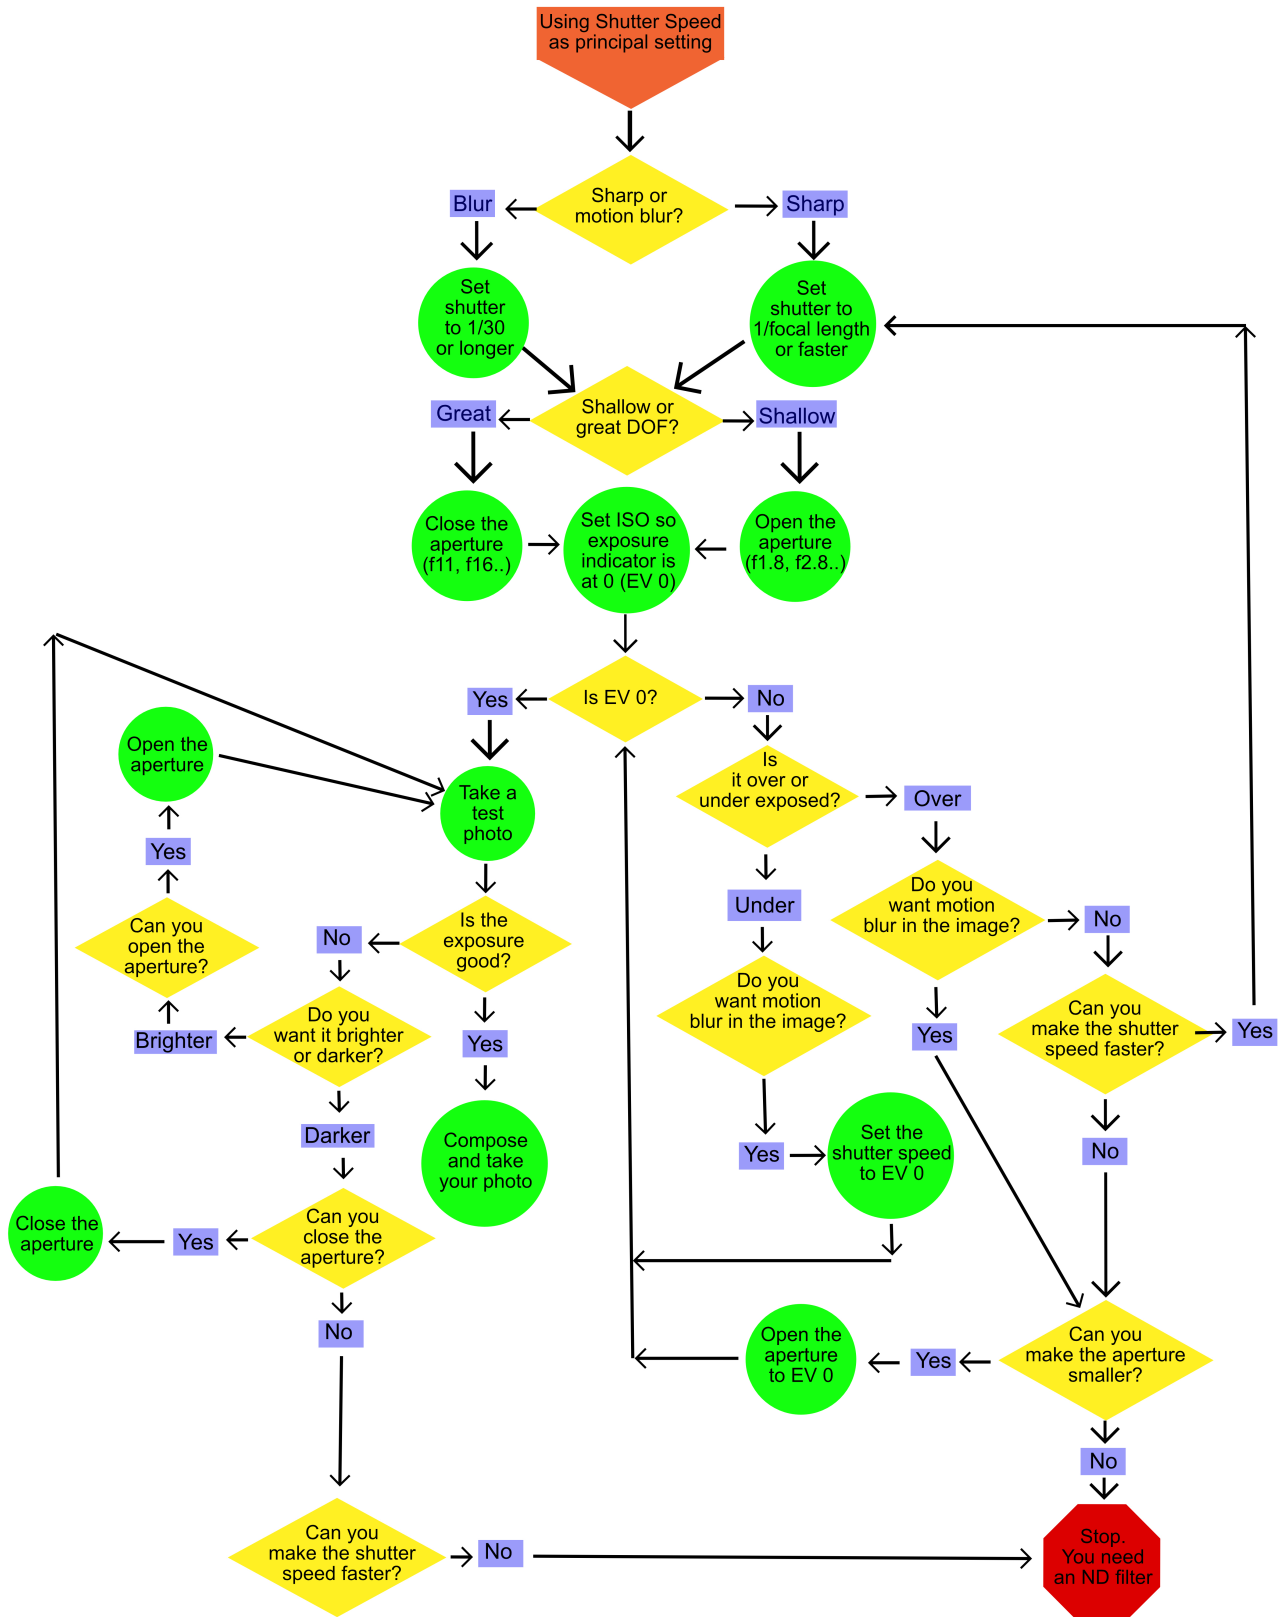 Using Shutter Speed
as principal setting
Sharp or
motion blur?
Blur
Sharp
Set
shutter
to 1/30
or longer
Set
shutter to
1/focal length
or faster
Shallow or
great DOF?
Great
Shallow
Close the
aperture
(f11, f16..)
Set ISO so
exposure
indicator is
at 0 (EV 0)
Open the
aperture
(f1.8, f2.8..)
Is EV 0?
Yes
No
Open the
aperture
Take a
test
photo
Is
it over or
under exposed?
Over
Yes
Under
Do you
want motion
blur in the image?
No
Can you
open the
aperture?
No
Is the
exposure
good?
Brighter
Do you
want it brighter
or darker?
Yes
Do you
want motion
blur in the image?
Yes
Can you
make the shutter
speed faster?
Yes
Darker
Compose
and take
your photo
Yes
Set the
shutter speed
to EV 0
No
Close the
aperture
Yes
Can you
close the
aperture?
No
Open the
aperture
to EV 0
Yes
Can you
make the aperture
smaller?
No
Can you
make the shutter
speed faster?
No
Stop.
You need
an ND filter